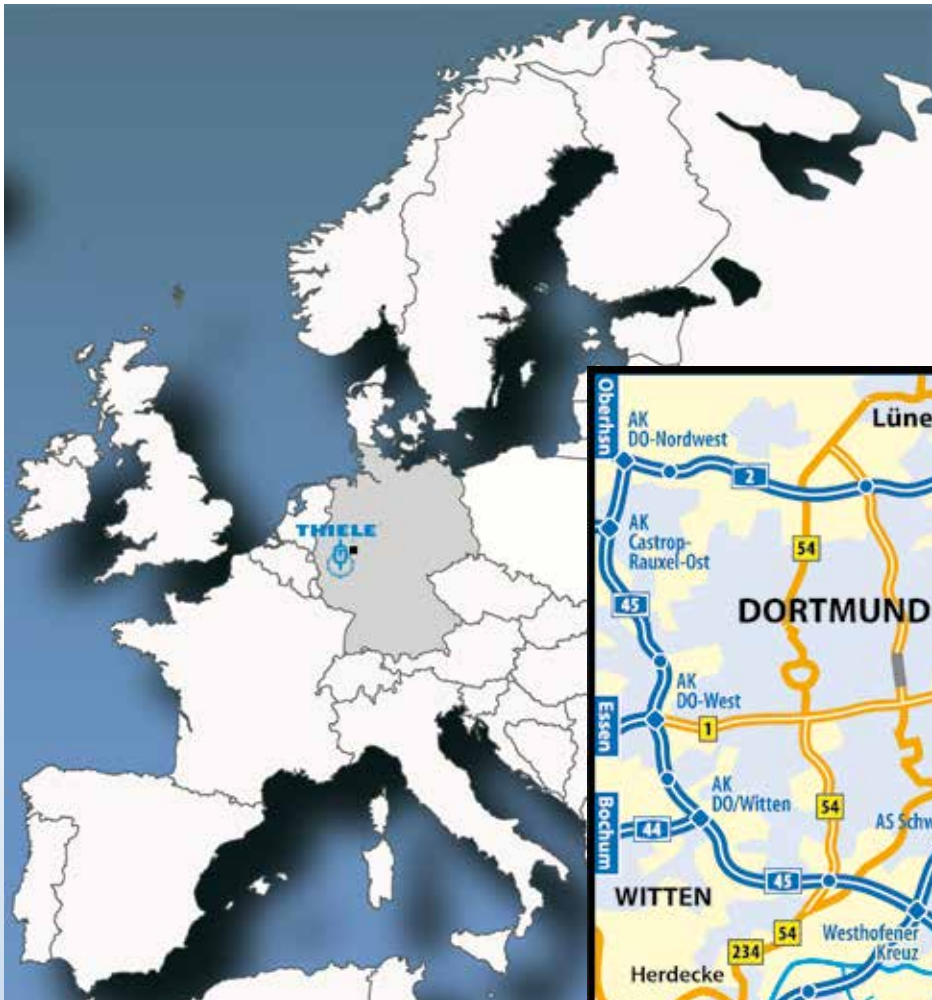 THIELE
Oberhsn
AK
DO-Nordwest
Lüne
2
AK
Castrop-
Rauxel-Ost
54
45
DORTMUND
AK
DO-West
Essen
1
AK
DO/Witten
54
AS Schw
44
Bochum
45
WITTEN
54
Westhofener
Kreuz
234
Herdecke